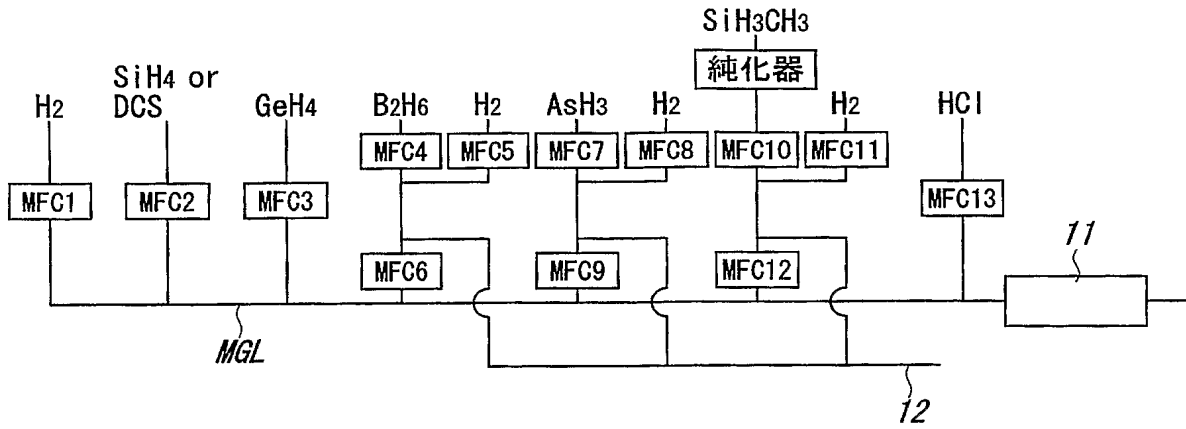 SiH3CH3
純化器
SiH4 or
DCS
H2
GeH4
B2H6
H2
AsH3
H2
H2
HCl
MFC4
MFC5
MFC7
MFC8
MFC10
MFC11
MFC1
MFC2
MFC3
MFC13
MFC6
MFC9
MFC12
11
MGL
12